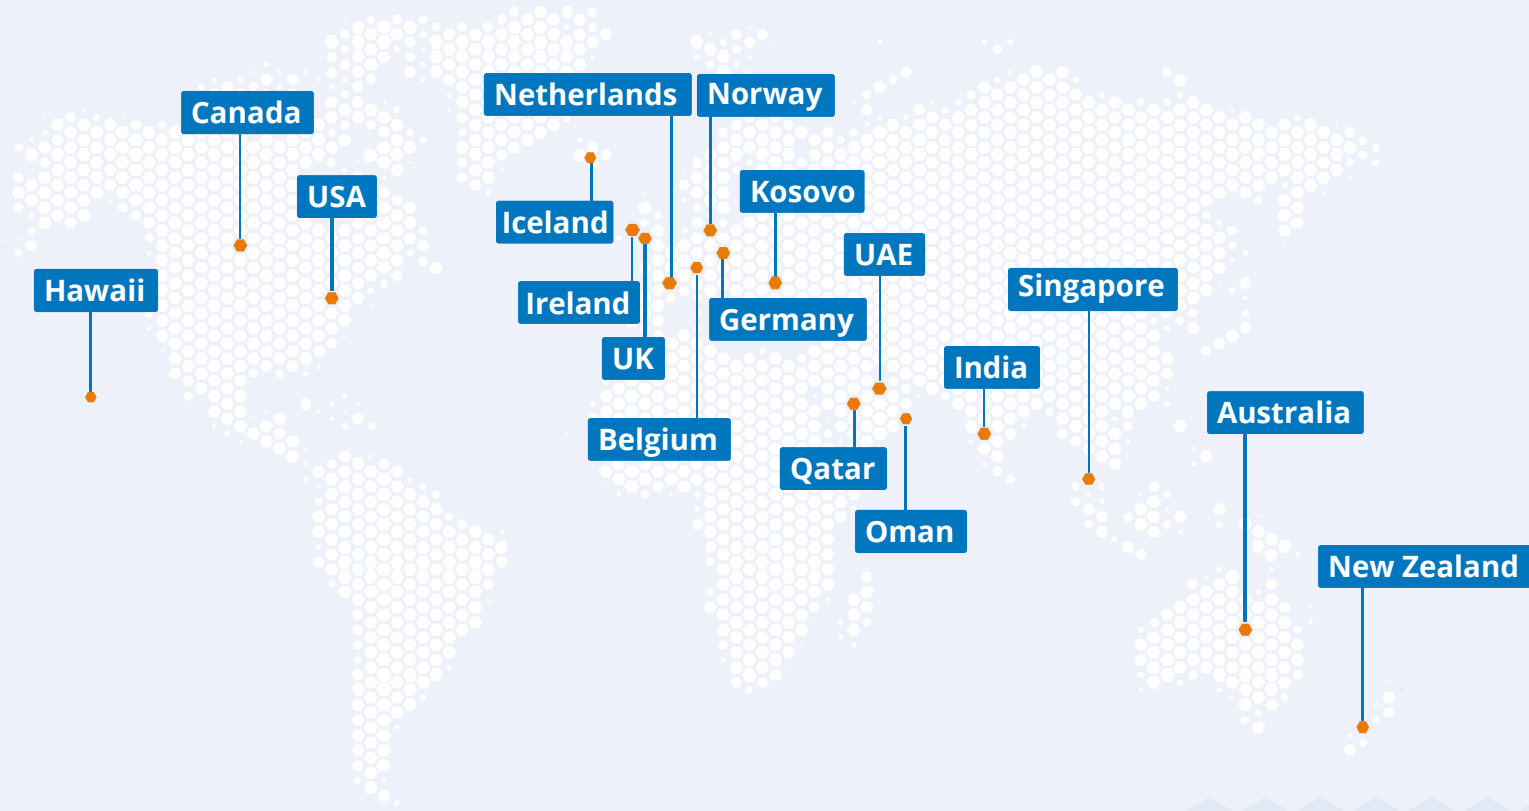 Netherlands
Norway
Canada
Kosovo
USA
Iceland
UAE
Singapore
Hawaii
Ireland
Germany
UK
India
Australia
Belgium
Qatar
Oman
New Zealand